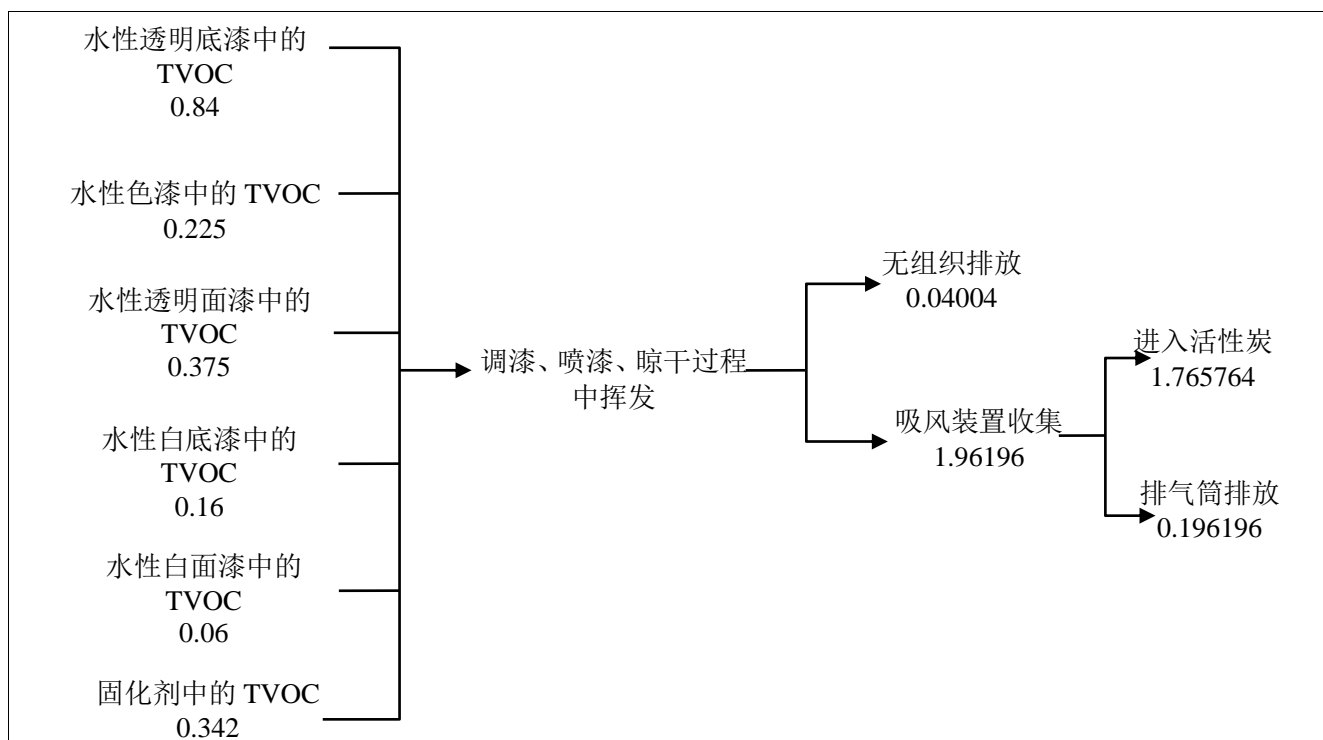 水性透明底漆中的
TVOC
0.84
水性色漆中的 TVOC
0.225
水性透明面漆中的
TVOC
0.375
水性白底漆中的
TVOC
0.16
水性白面漆中的
TVOC
0.06
固化剂中的 TVOC
0.342
调漆、喷漆、晾干过程
中挥发
无组织排放
0.04004
吸风装置收集
1.96196
进入活性炭
1.765764
排气筒排放
0.196196